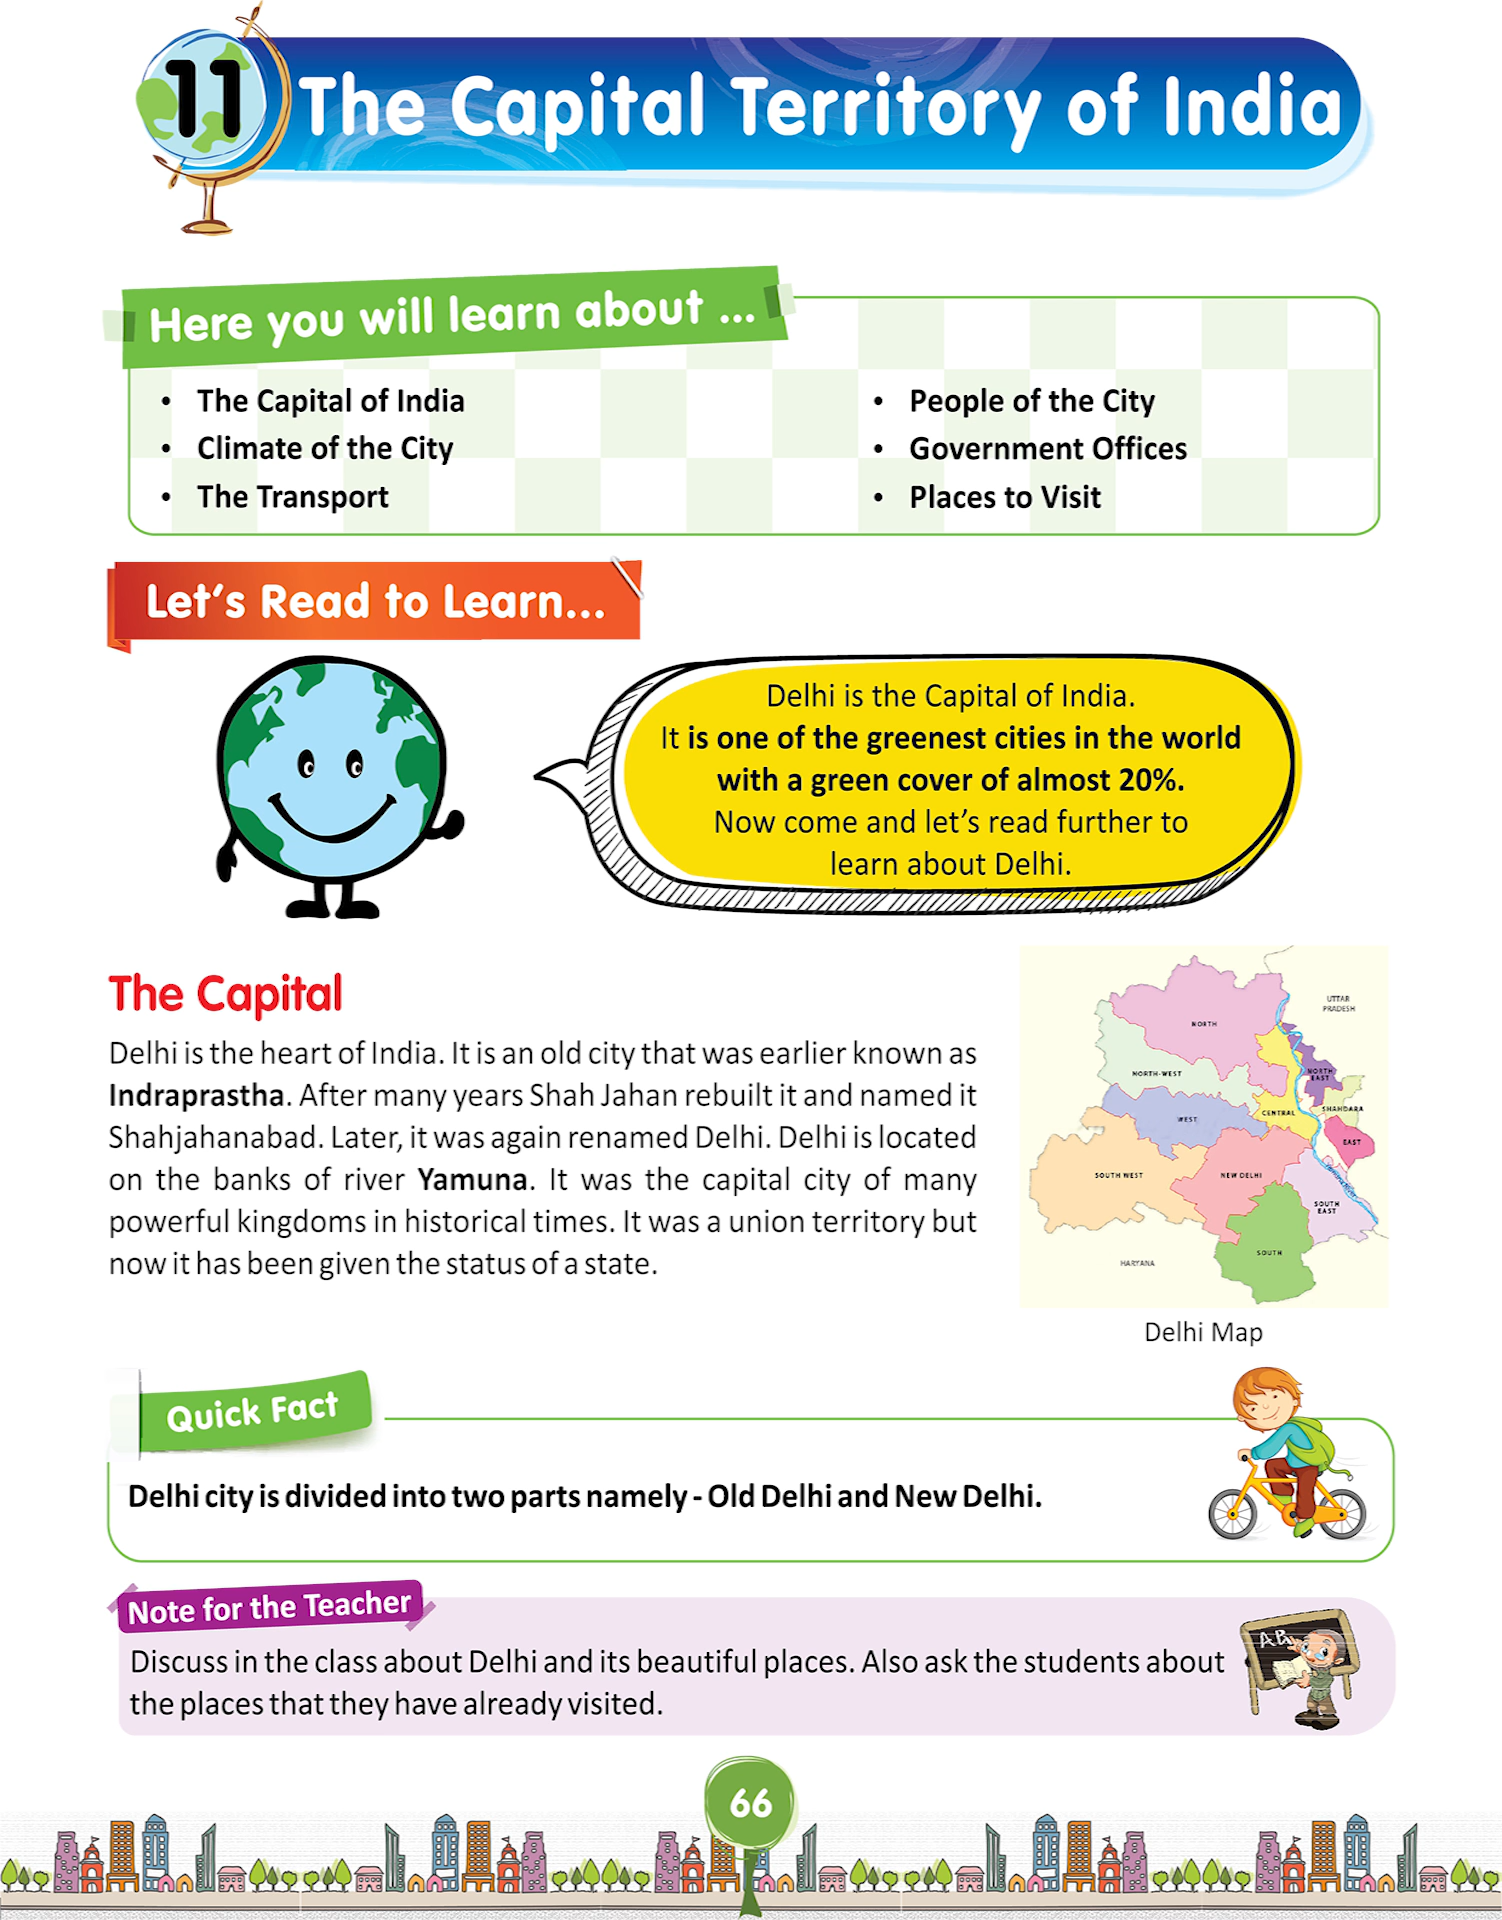 11
The Capital Territory of India
Here you will learn about ...
• The Capital of India
• Climate of the City
• The Transport
• People of the City
• Government Offices
• Places to Visit
Let's Read to Learn...
Delhi is the Capital of India.
It is one of the greenest cities in the world
with a green cover of almost 20%.
Now come and let's read further to
learn about Delhi.
The Capital
Delhi is the heart of India. It is an old city that was earlier known as
Indraprastha. After many years Shah Jahan rebuilt it and named it
Shahjahanabad. Later, it was again renamed Delhi. Delhi is located
on the banks of river Yamuna. It was the capital city of many
powerful kingdoms in historical times. It was a union territory but
now it has been given the status of a state.
UTTAR
PRADESH
NORTH
NORTH-WEST
NORTH
EAST
WEST
CENTRAL
SHAHDARA
EAST
SOUTH WEST
NEW DELHI
Yamuna River
SOUTH
EAST
SOUTH
HARYANA
Delhi Map
Quick Fact
Delhi city is divided into two parts namely - Old Delhi and New Delhi.
Note for the Teacher
Discuss in the class about Delhi and its beautiful places. Also ask the students about
the places that they have already visited.
AB
66